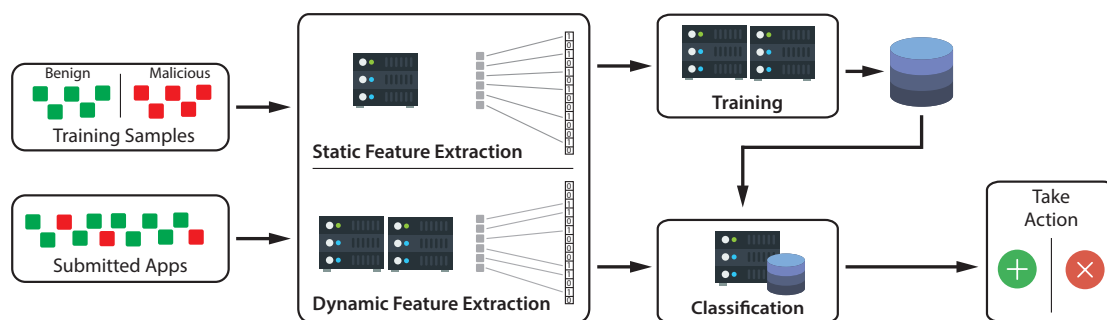 Benign
Malicious
Training Samples
Submitted Apps
Static Feature Extraction
Dynamic Feature Extraction
Training
Classification
Take
Action